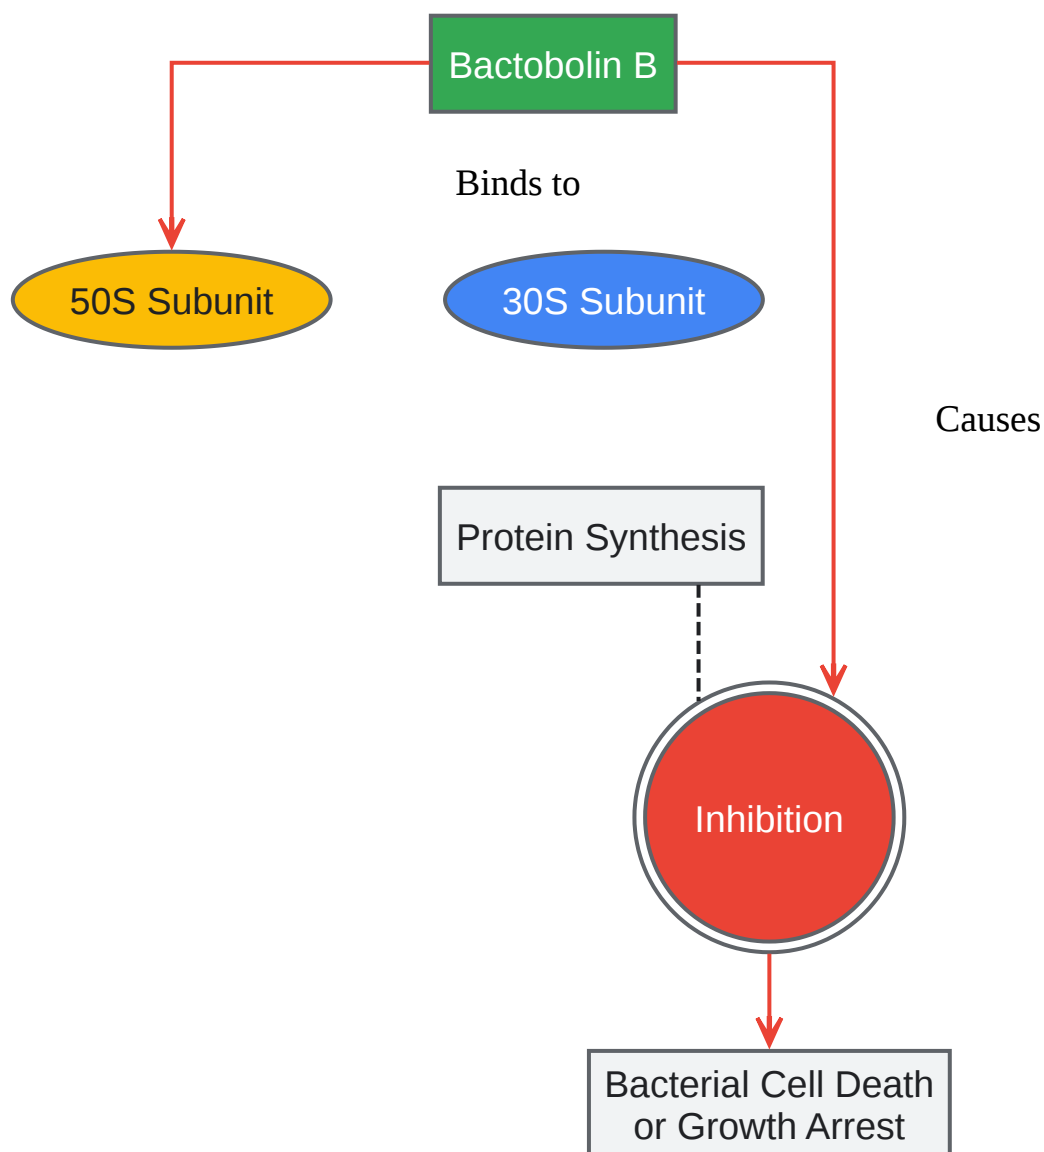 Bactobolin B
Binds to
50S Subunit
30S Subunit
Causes
Protein Synthesis
Inhibition
Bacterial Cell Death
or Growth Arrest